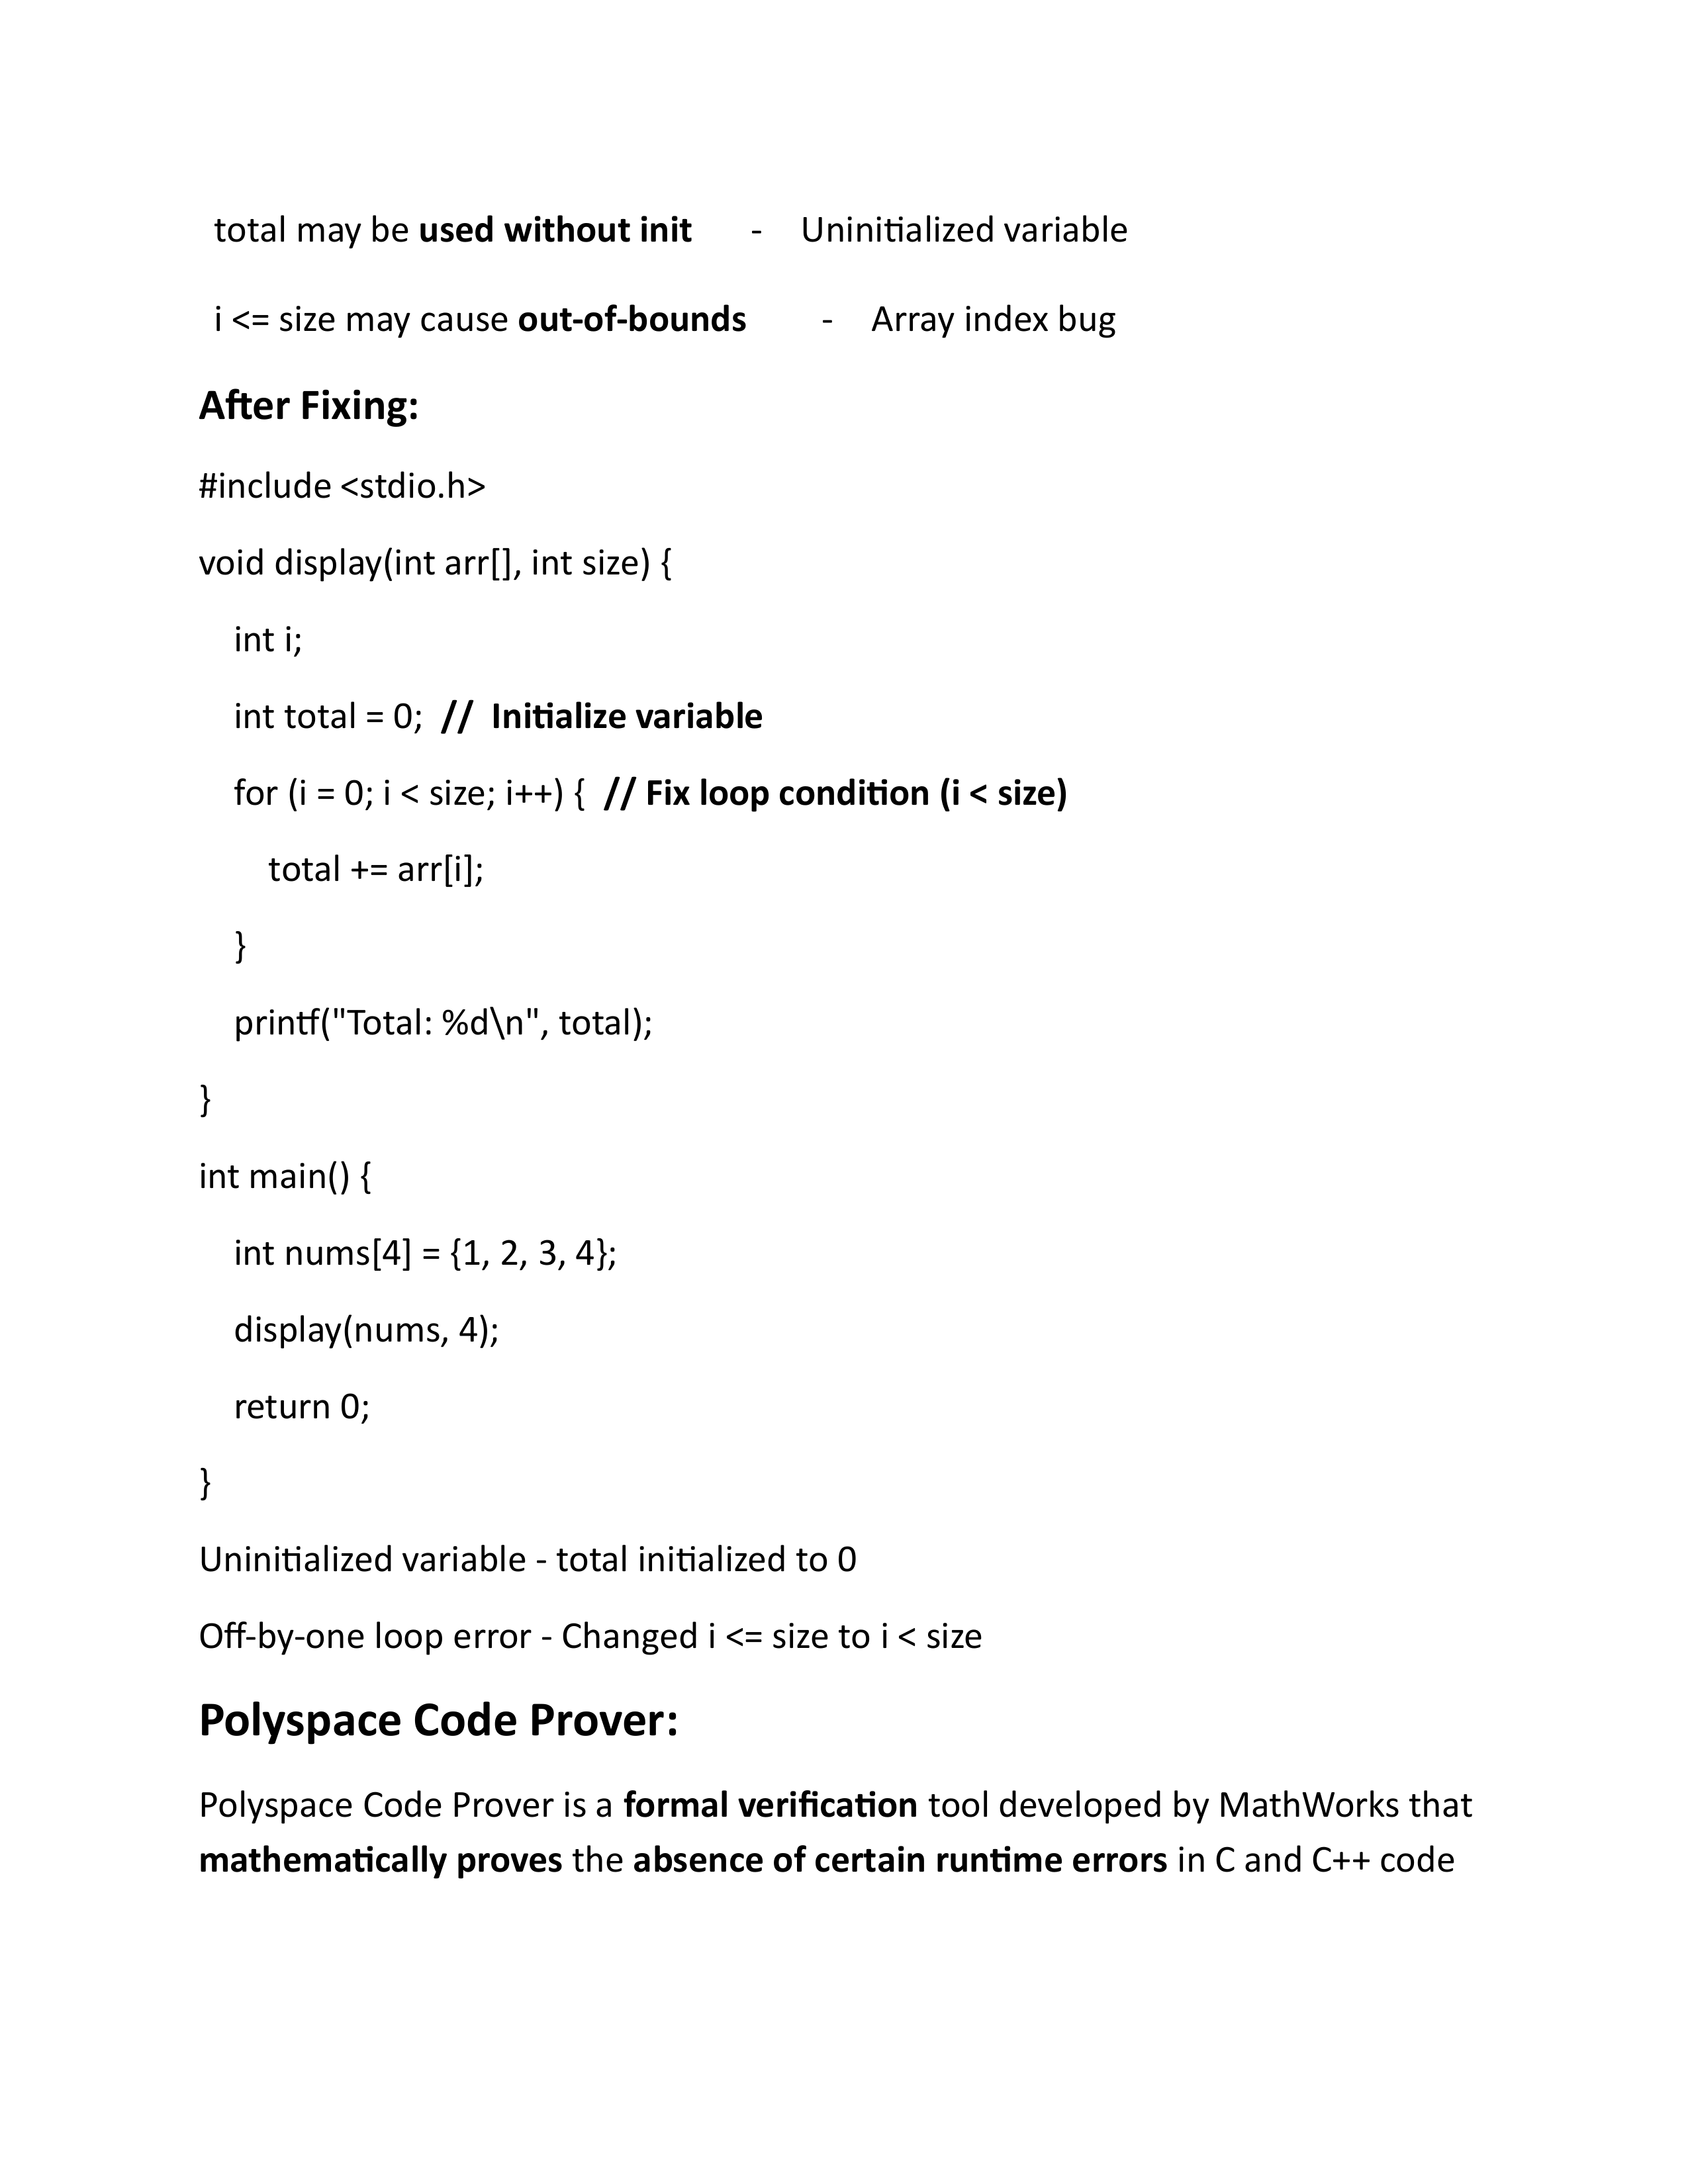 total may be used without init - Uninitialized variable
i <= size may cause out-of-bounds - Array index bug
After Fixing:
#include <stdio.h>
void display(int arr[], int size) {
int i;
int total = 0; // Initialize variable
for (i = 0; i < size; i++) { // Fix loop condition (i < size)
total += arr[i];
}
printf("Total: %d\n", total);
}
int main() {
int nums[4] = {1, 2, 3, 4};
display(nums, 4);
return 0;
}
Uninitialized variable - total initialized to 0
Off-by-one loop error - Changed i <= size to i < size
Polyspace Code Prover:
Polyspace Code Prover is a formal verification tool developed by MathWorks that
mathematically proves the absence of certain runtime errors in C and C++ code